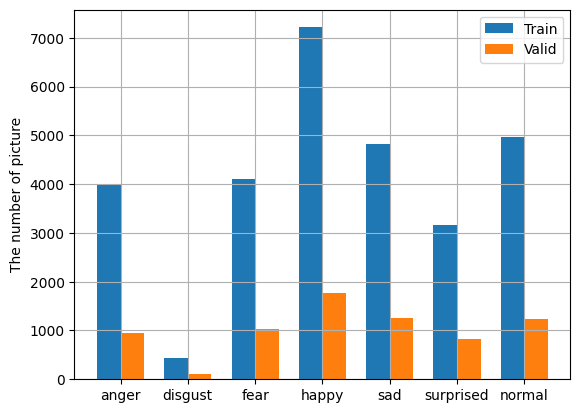 Train
Valid
The number of picture
7000
6000
5000
4000
3000
2000
1000
0
anger disgust fear happy sad surprised normal